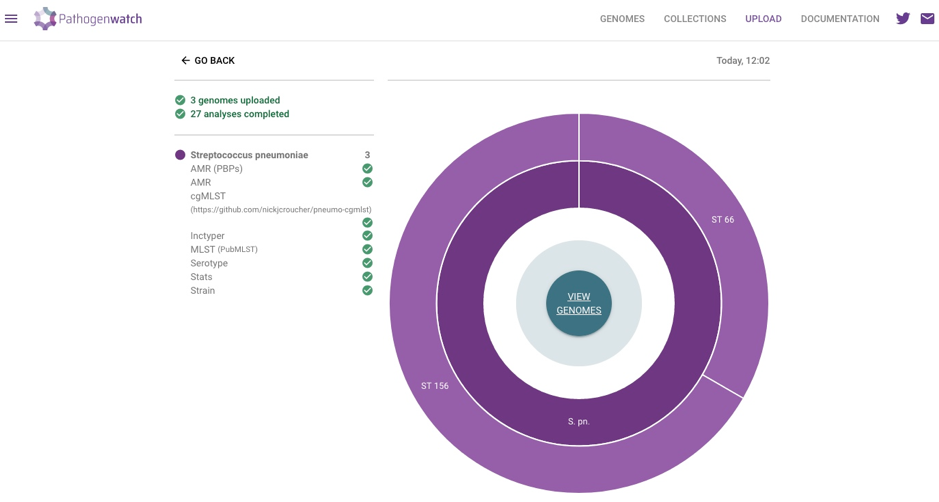 Pathogenwatch
GENOMES COLLECTIONS UPLOAD DOCUMENTATION
GO BACK
Today, 12:02
3 genomes uploaded
27 analyses completed
Streptococcus pneumoniae 3
AMR (PBPs)
AMR
cgMLST
(https://github.com/nickjcroucher/pneumo-cgmlst)
Inctyper
MLST (PubMLST)
Serotype
Stats
Strain
ST 66
VIEW
GENOMES
ST 156
S. pn.